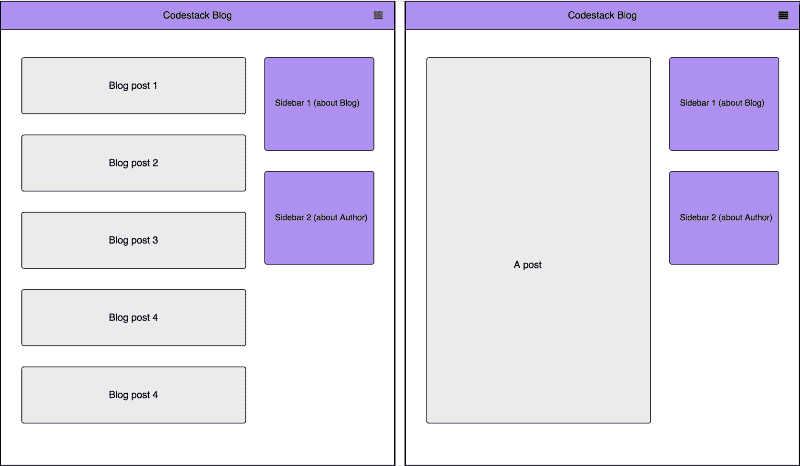 Codestack Blog
Blog post 1
Blog post 2
Blog post 3
Blog post 4
Blog post 4
Sidebar 1 (about Blog)
Sidebar 2 (about Author)
Codestack Blog
A post
Sidebar 1 (about Blog)
Sidebar 2 (about Author)